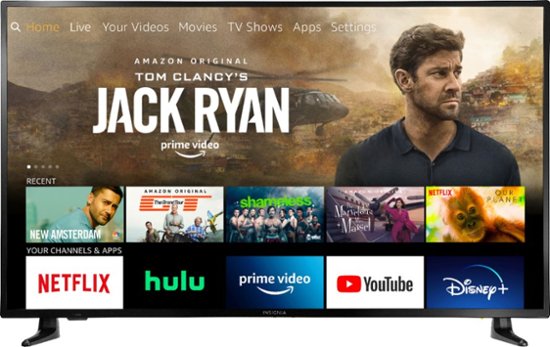 Home Live Your Videos Movies TV Shows Apps Settings
AMAZON ORIGINAL
TOM CLANCY'S
JACK RYAN
prime video
RECENT
NEW AMSTERDAM
AMAZON ORIGINAL
GT
The Grand Tour
shameless
Marvelous
Mrs. Maisel
NETFLIX
OUR
PLANET
YOUR CHANNELS & APPS
NETFLIX
hulu
prime video
YouTube
Disney+
INSIGNIA